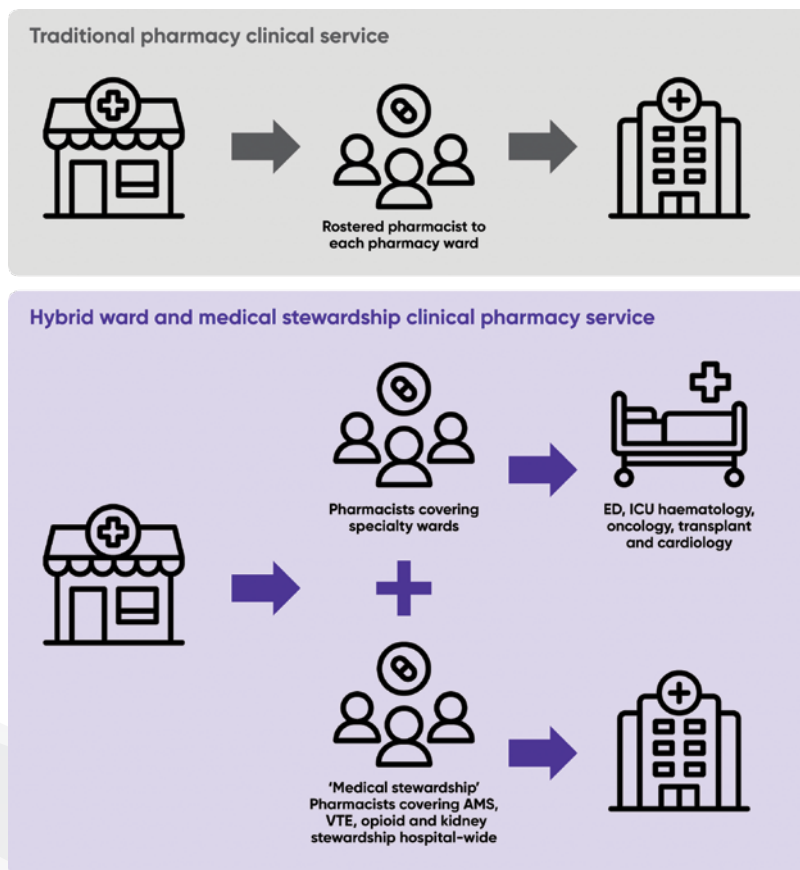 Traditional pharmacy clinical service
Rostered pharmacist to
each pharmacy ward
Hybrid ward and medical stewardship clinical pharmacy service
Pharmacists covering
specialty wards
ED, ICU haematology,
oncology, transplant
and cardiology
‘Medical stewardship’
Pharmacists covering AMS,
VTE, opioid and kidney
stewardship hospital-wide